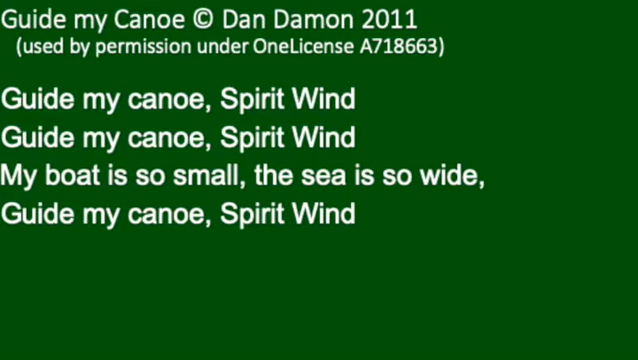 Guide my Canoe © Dan Damon 2011
(used by permission under OneLicense A718663)
Guide my canoe, Spirit Wind
Guide my canoe, Spirit Wind
My boat is so small, the sea is so wide,
Guide my canoe, Spirit Wind